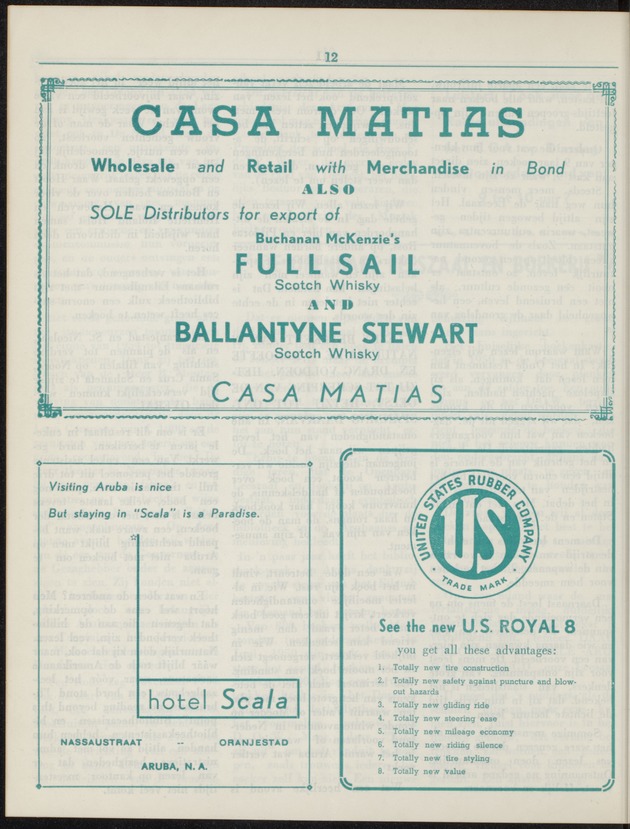 12
CASA MATIAS
Wholesale and Retail with Merchandise in Bond
ALSO
SOLE Distributors for export of
Buchanan McKenzie's
FULL SAIL
Scotch Whisky
AND
BALLANTYNE STEWART
Scotch Whisky
CASA MATIAS
Visiting Aruba is nice
But staying in "Scala" is a Paradise.
hotel Scala
NASSAUSTRAAT -- ORANJESTAD
ARUBA, N. A.
UNITED STATES RUBBER COMPANY
US
· TRADE MARK ·
See the new U.S. ROYAL 8
you get all these advantages:
1. Totally new tire construction
2. Totally new safety against puncture and blow-
out hazards
3. Totally new gliding ride
4. Totally new steering ease
5. Totally new mileage economy
6. Totally new riding silence
7. Totally new tire styling
8. Totally new value